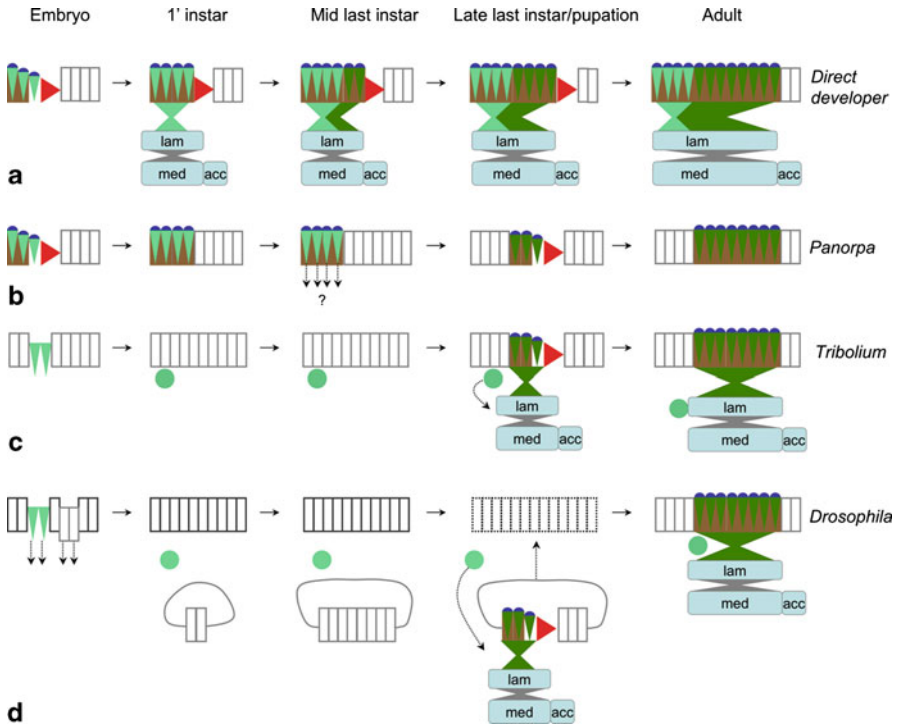 Embryo 1' instar Mid last instar Late last instar/pupation Adult
Direct developer
lam lam lam lam
med acc med acc med acc med acc
a
Panorpa
?
b
Tribolium
lam lam
med acc med acc
c
Drosophila
lam
med acc
lam
med acc
d